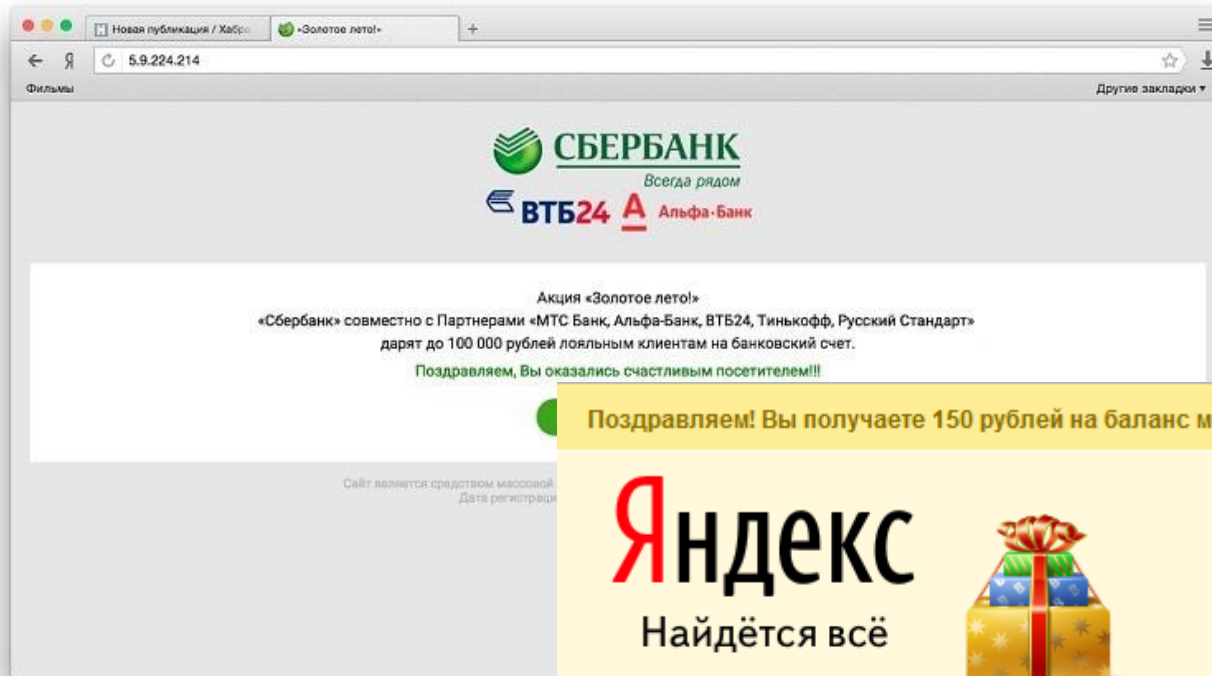 Новая публикация / Хабра
«Золотое лето!»
5.9.224.214
Фильмы
Другие закладки
СБЕРБАНК
Всегда рядом
ВТБ24 Альфа·Банк
Акция «Золотое лето!»
«Сбербанк» совместно с Партнерами «МТС Банк, Альфа-Банк, ВТБ24, Тинькофф, Русский Стандарт»
дарят до 100 000 рублей лояльным клиентам на банковский счет.
Поздравляем, Вы оказались счастливым посетителем!!!
Сайт является средством массовой
Дата регистраци
Поздравляем! Вы получаете 150 рублей на баланс м
Яндекс
Найдётся всё